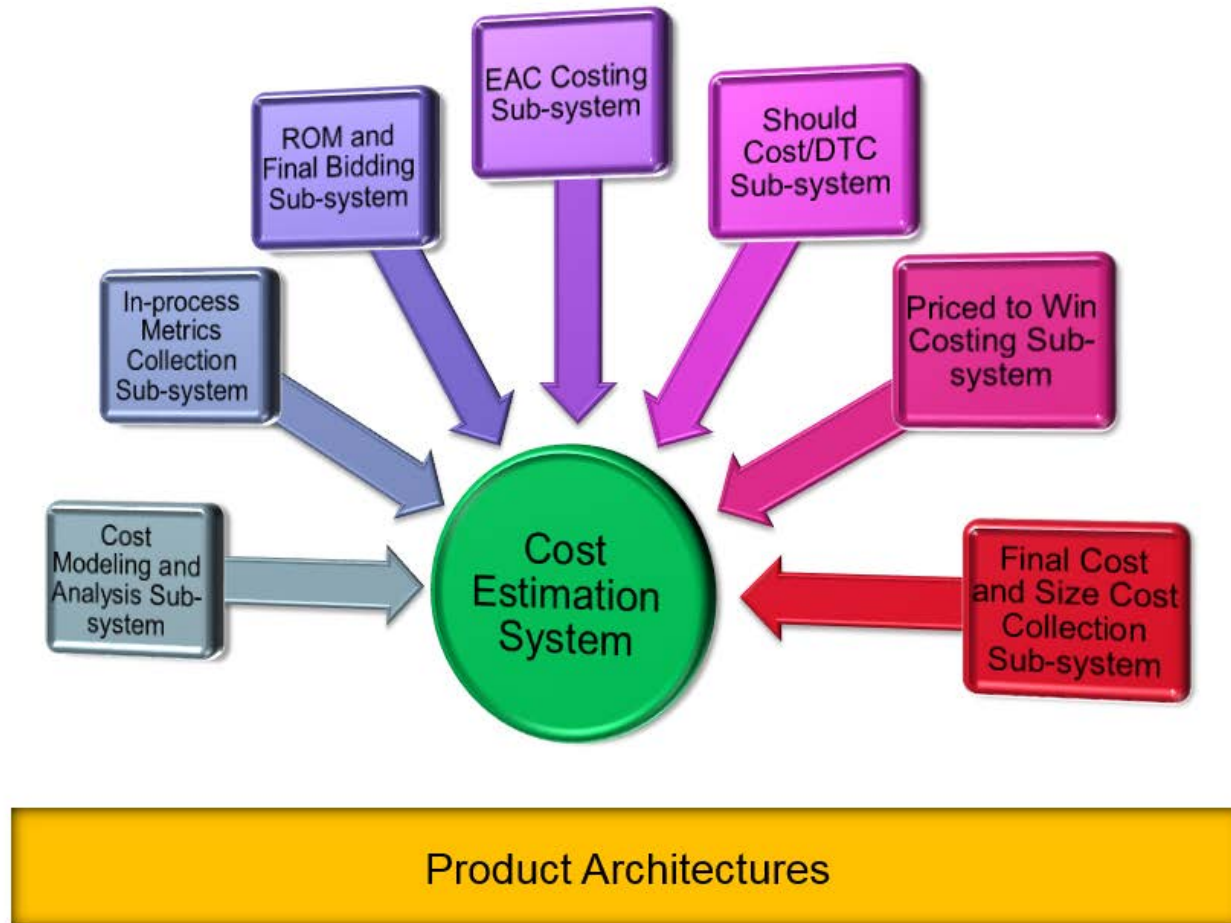 EAC Costing
Sub-system
ROM and
Final Bidding
Sub-system
Should
Cost/DTC
Sub-system
In-process
Metrics
Collection
Sub-system
Priced to Win
Costing Sub-
system
Cost
Modeling and
Analysis Sub-
system
Cost
Estimation
System
Final Cost
and Size Cost
Collection
Sub-system
Product Architectures